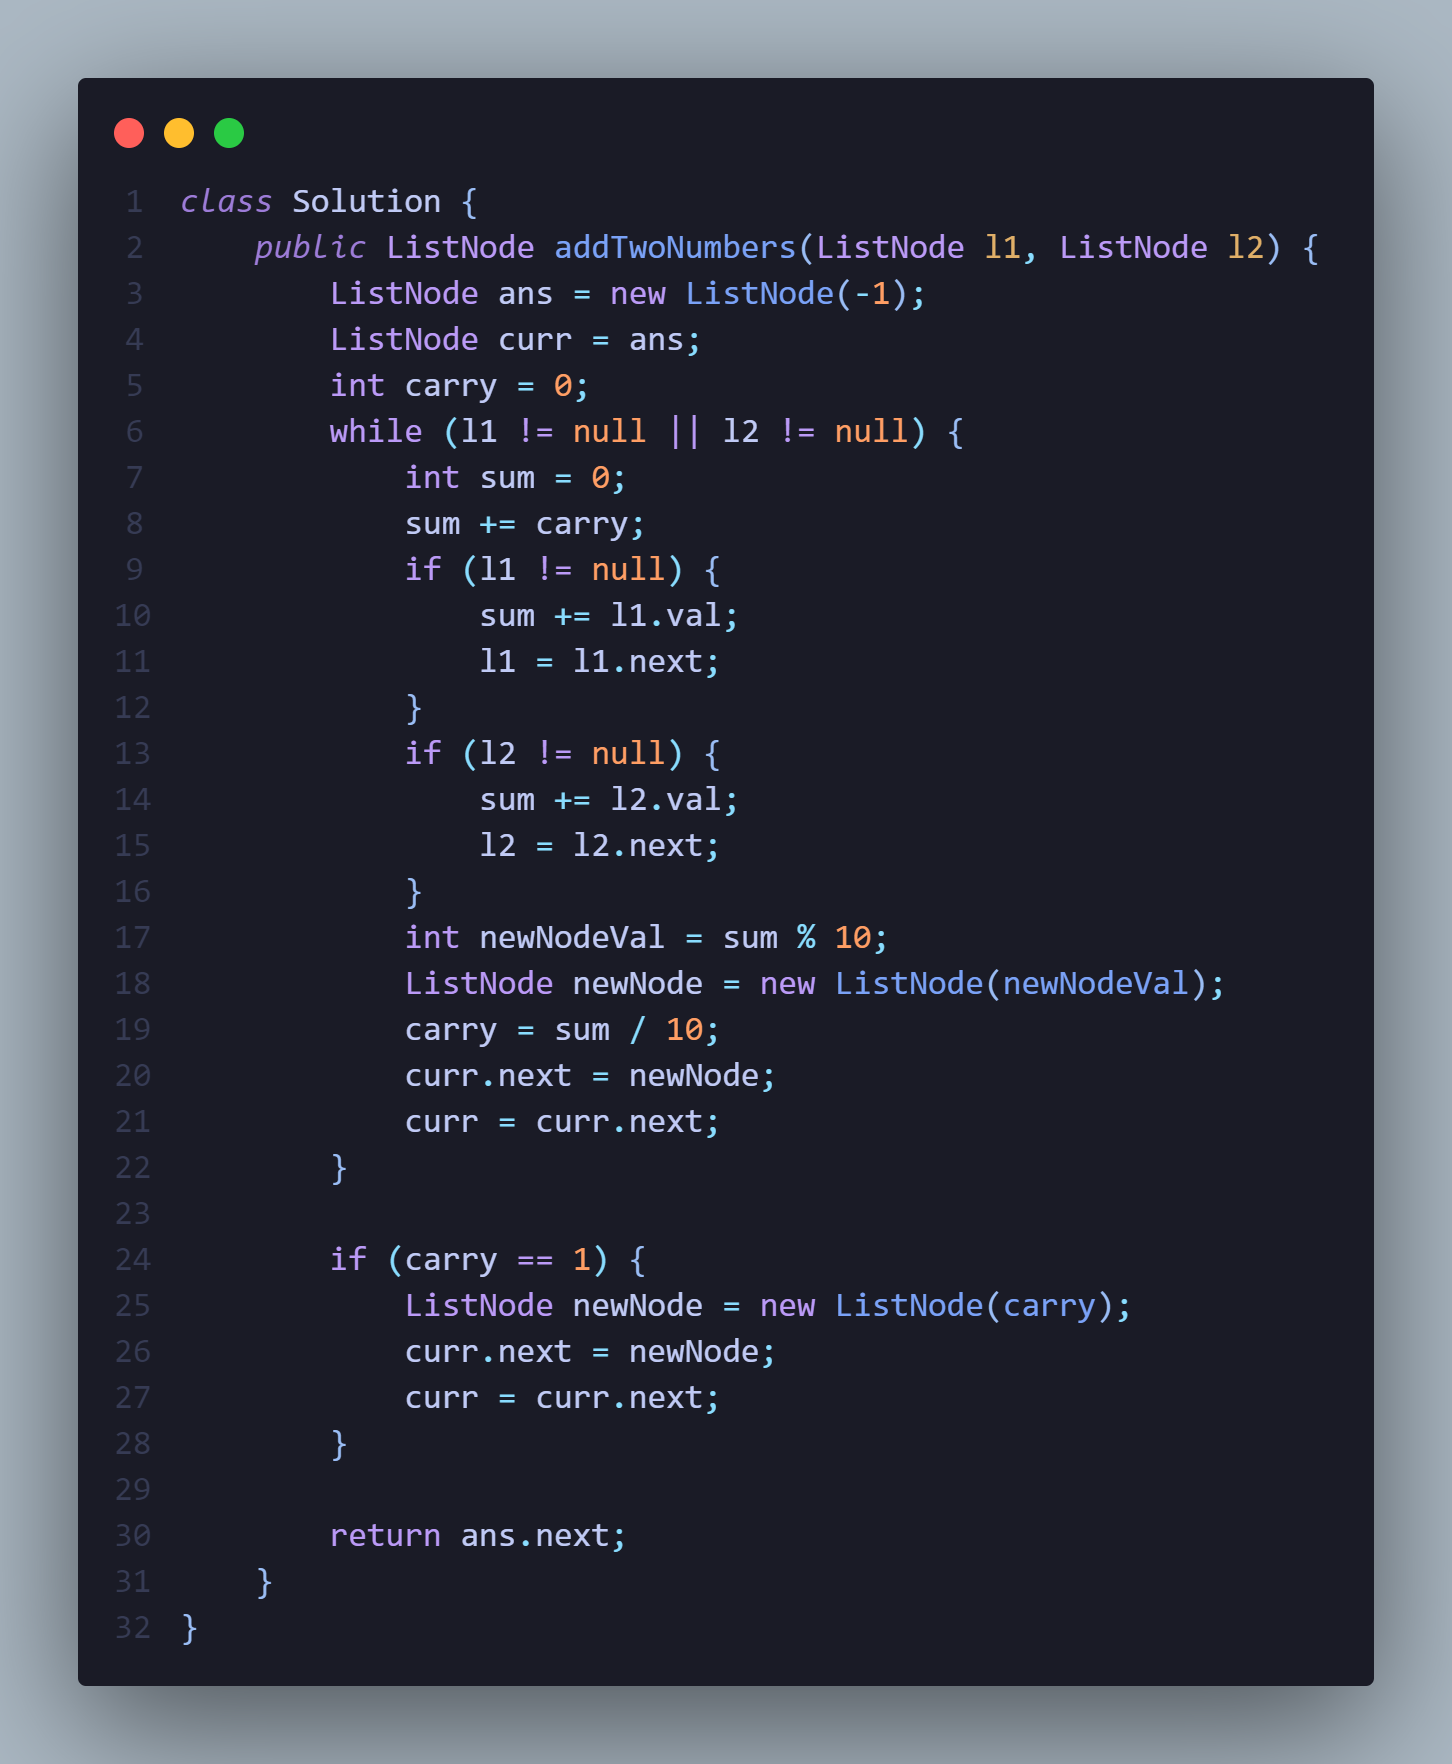 1 class Solution {
2     public ListNode addTwoNumbers(ListNode l1, ListNode l2) {
3         ListNode ans = new ListNode(-1);
4         ListNode curr = ans;
5         int carry = 0;
6         while (l1 != null || l2 != null) {
7             int sum = 0;
8             sum += carry;
9             if (l1 != null) {
10                 sum += l1.val;
11                 l1 = l1.next;
12             }
13             if (l2 != null) {
14                 sum += l2.val;
15                 l2 = l2.next;
16             }
17             int newNodeVal = sum % 10;
18             ListNode newNode = new ListNode(newNodeVal);
19             carry = sum / 10;
20             curr.next = newNode;
21             curr = curr.next;
22         }
23
24         if (carry == 1) {
25             ListNode newNode = new ListNode(carry);
26             curr.next = newNode;
27             curr = curr.next;
28         }
29
30         return ans.next;
31     }
32 }